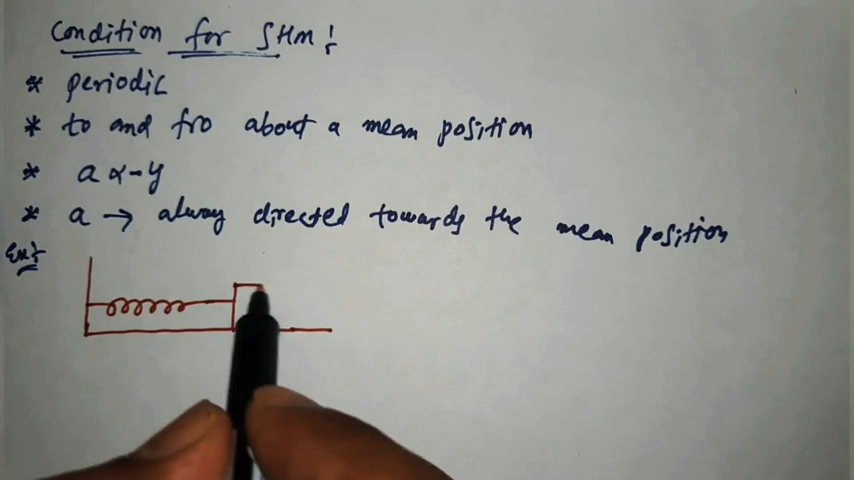 Condition for SHM :
* periodic
* to and fro about a mean position
* a α - y
* a → alway directed towards the mean position
Ex :